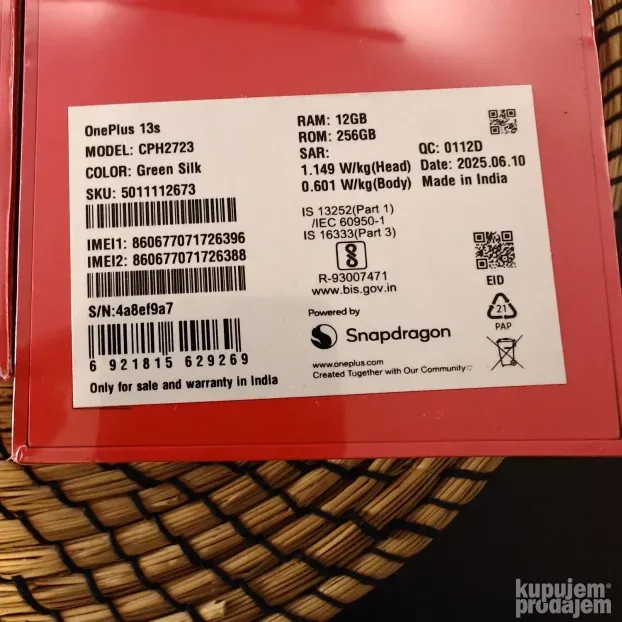 OnePlus 13s
MODEL: CPH2723
COLOR: Green Silk
SKU: 5011112673
IMEI1: 860677071726396
IMEI2: 860677071726388
S/N:4a8ef9a7
6 921815 629269
Only for sale and warranty in India
RAM: 12GB
ROM: 256GB
SAR:
1.149 W/kg(Head)
0.601 W/kg(Body)
QC: 0112D
Date: 2025.06.10
Made in India
IS 13252(Part 1)
/IEC 60950-1
IS 16333(Part 3)
R-93007471
www.bis.gov.in
Powered by
Snapdragon
www.oneplus.com
Created Together with Our Community♡
EID
21
PAP
kupujem
prodajem